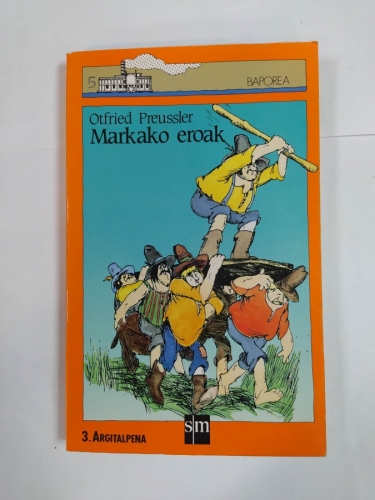 5
BAPOREA
Otfried Preussler
Markako eroak
sm
3. ARGITALPENA